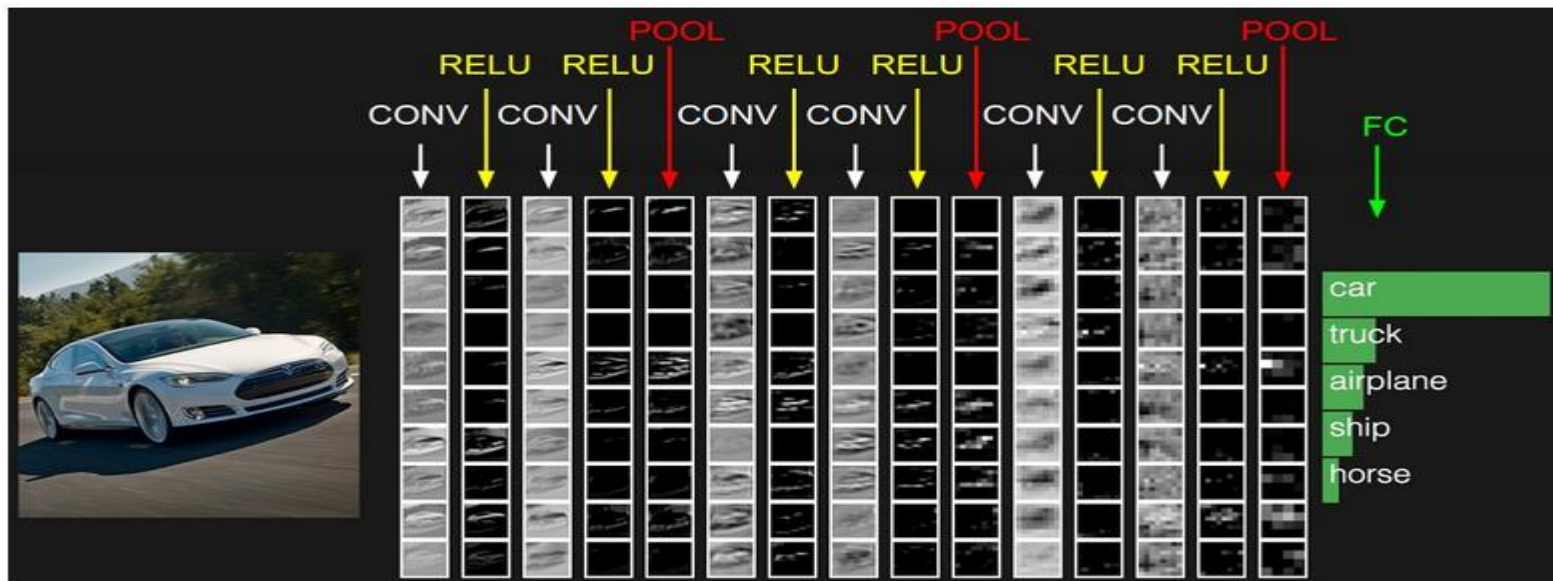 POOL POOL POOL
RELU RELU RELU RELU RELU RELU
CONV CONV CONV CONV CONV CONV
FC
car
truck
airplane
ship
horse